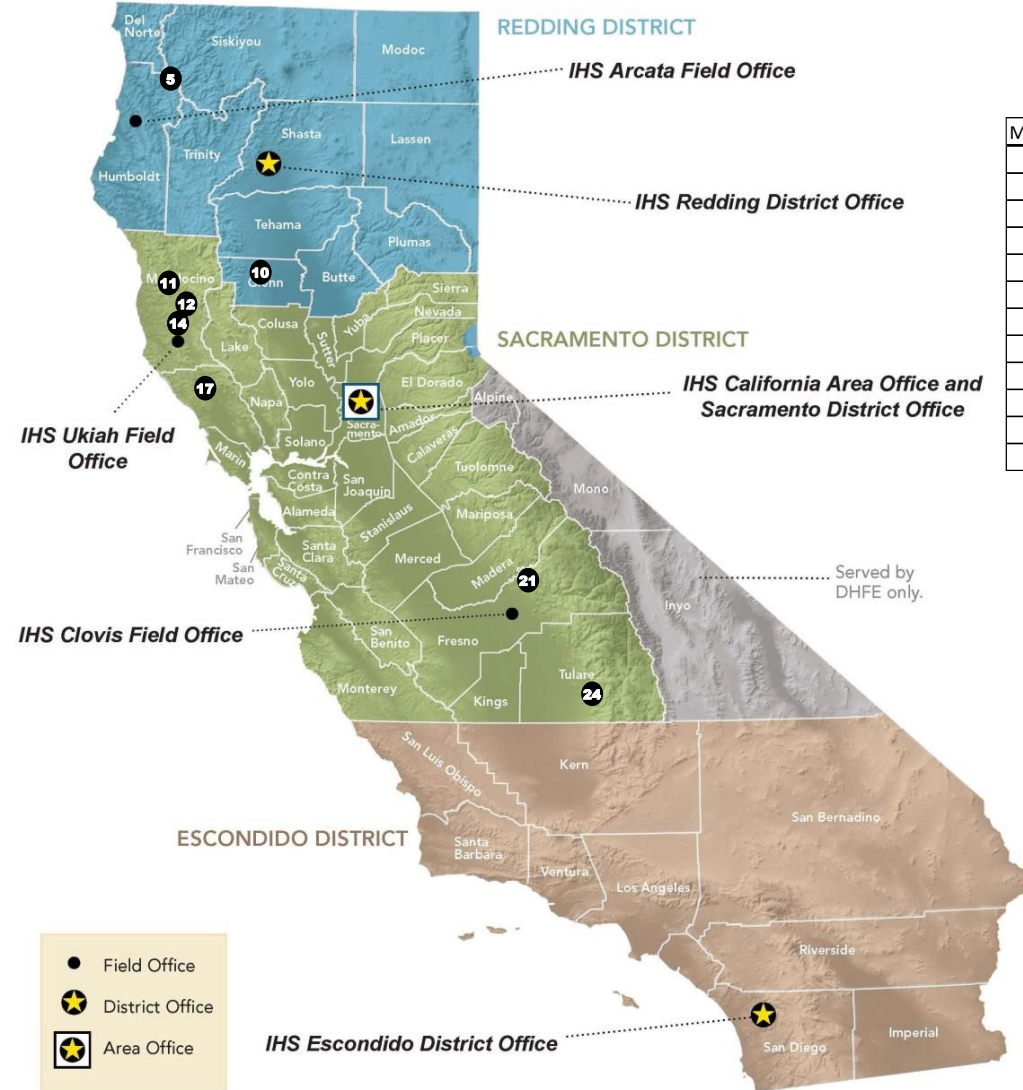 Del
Norte
Siskiyou
Modoc
REDDING DISTRICT
IHS Arcata Field Office
5
Shasta
Lassen
Trinity
Humboldt
IHS Redding District Office
Tehama
Plumas
10
Butte
11
12
14
Sierra
Nevada
Yuba
Placer
Colusa
Sutter
Lake
SACRAMENTO DISTRICT
17
Yolo
El Dorado
Napa
IHS California Area Office and
Sacramento District Office
Alpine
Sacra-
mento
Amador
IHS Ukiah Field
Office
Solano
Calaveras
Marin
Contra
Costa
San
Joaquin
Tuolomne
Mono
Alameda
Stanislaus
Mariposa
San
Francisco
Santa
Clara
San
Mateo
Santa
Cruz
Merced
Madera
21
Served by
DHFE only.
Inyo
IHS Clovis Field Office
San
Benito
Fresno
Tulare
24
Monterey
Kings
San Luis Obispo
Kern
San Bernadino
ESCONDIDO DISTRICT
Santa
Barbara
Ventura
Los Angeles
Riverside
Field Office
District Office
Area Office
IHS Escondido District Office
San Diego
Imperial
M